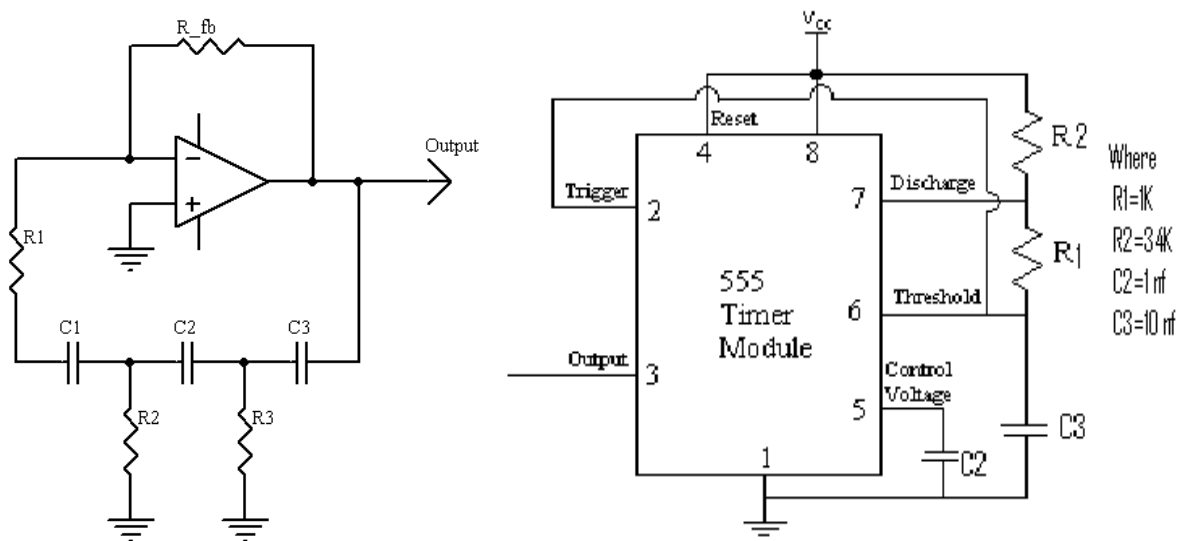 R_fb
Output
−
+
R1
C1
C2
C3
R2
R3
Vcc
Reset
4
8
R2
Trigger
2
Discharge
7
R1
555
Timer
Module
Threshold
6
Output
3
Control
Voltage
5
C3
C2
1
Where
R1=1K
R2=34K
C2=1nf
C3=10nf